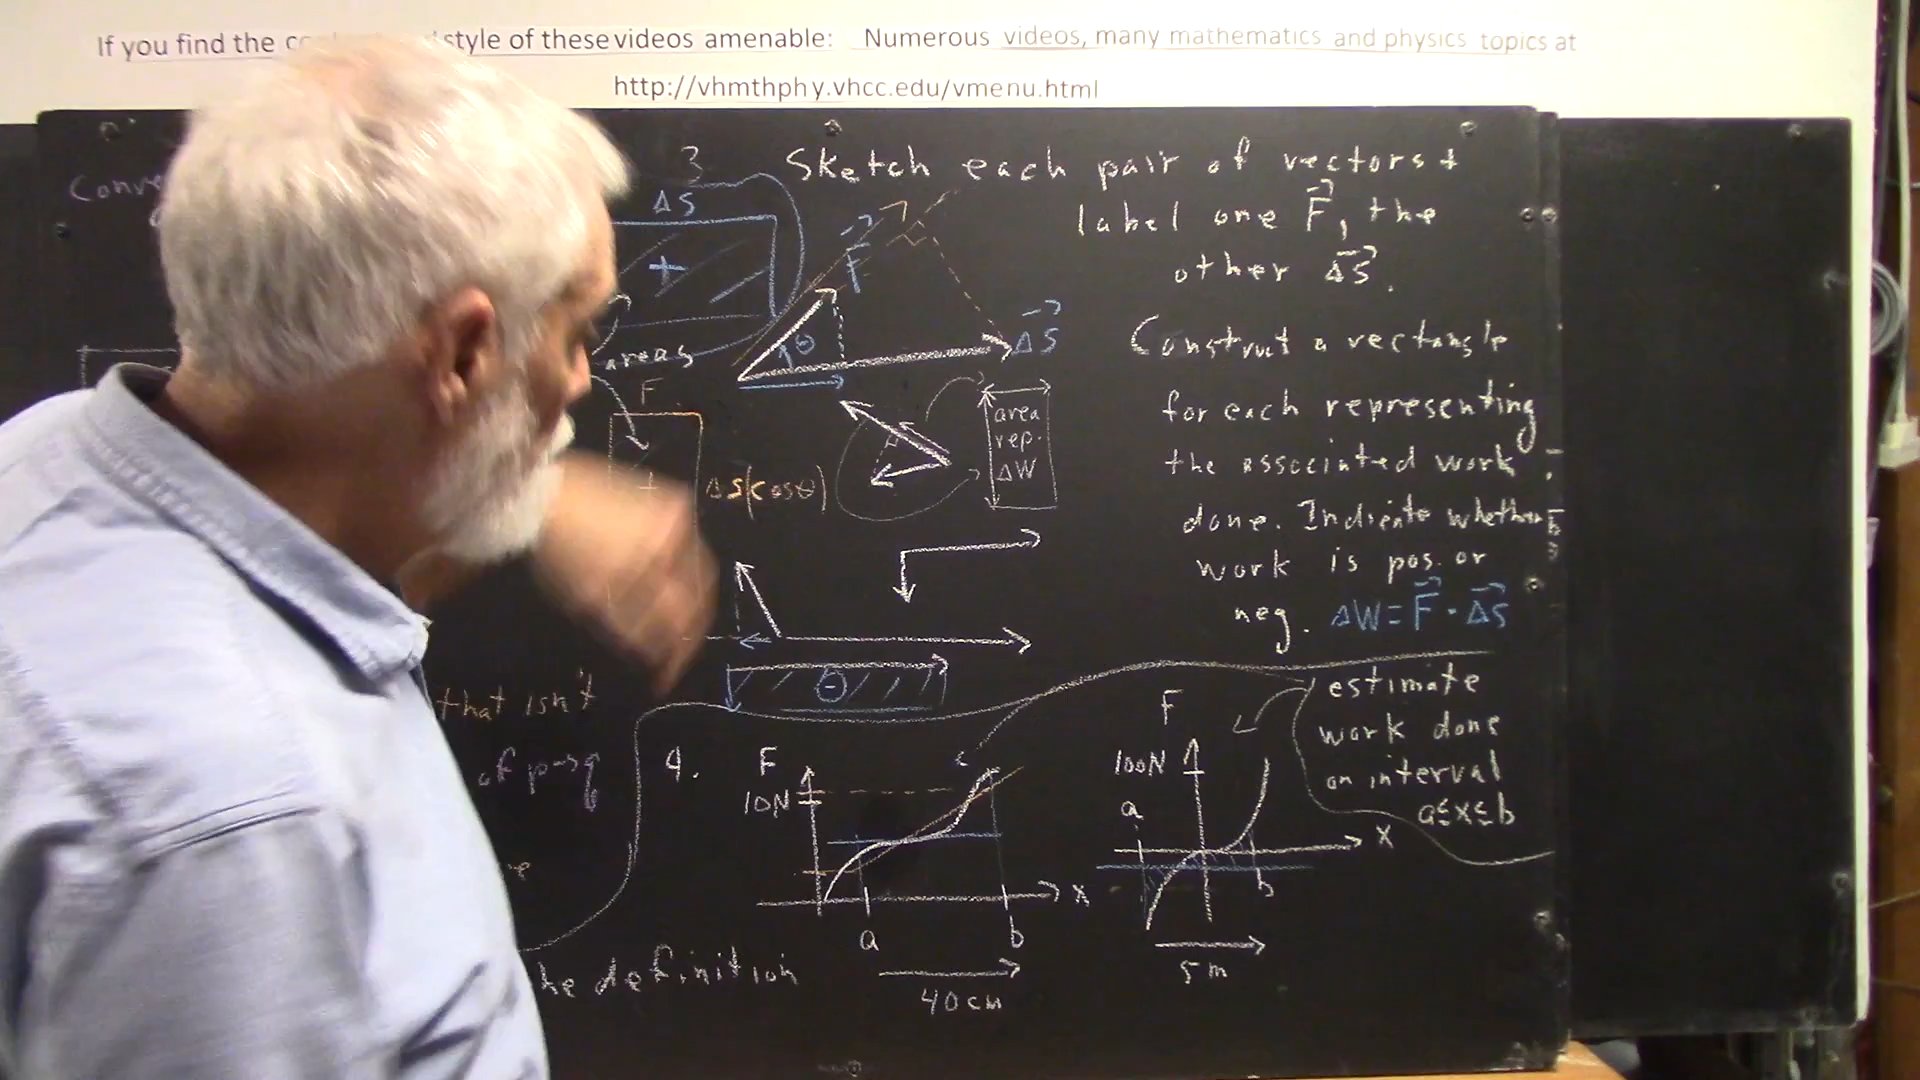 If you find the style of these videos amenable: Numerous videos, many mathematics and physics topics at
http://vhmthphy.vhcc.edu/vmenu.html
3 Sketch each pair of vectors +
label one F, the
other ΔS.
Construct a rectangle
for each representing
the associated work
done. Indicate whether
work is pos. or
neg. ΔW = F · ΔS
ΔS
+
F
θ
ΔS
areas
F
+
ΔS(cosθ)
area
rep.
ΔW
that isn't
of
he definition
4.
F
10N
x
a
b
40cm
F
100N
a
x
b
5m
estimate
work done
on interval
a≤x≤b